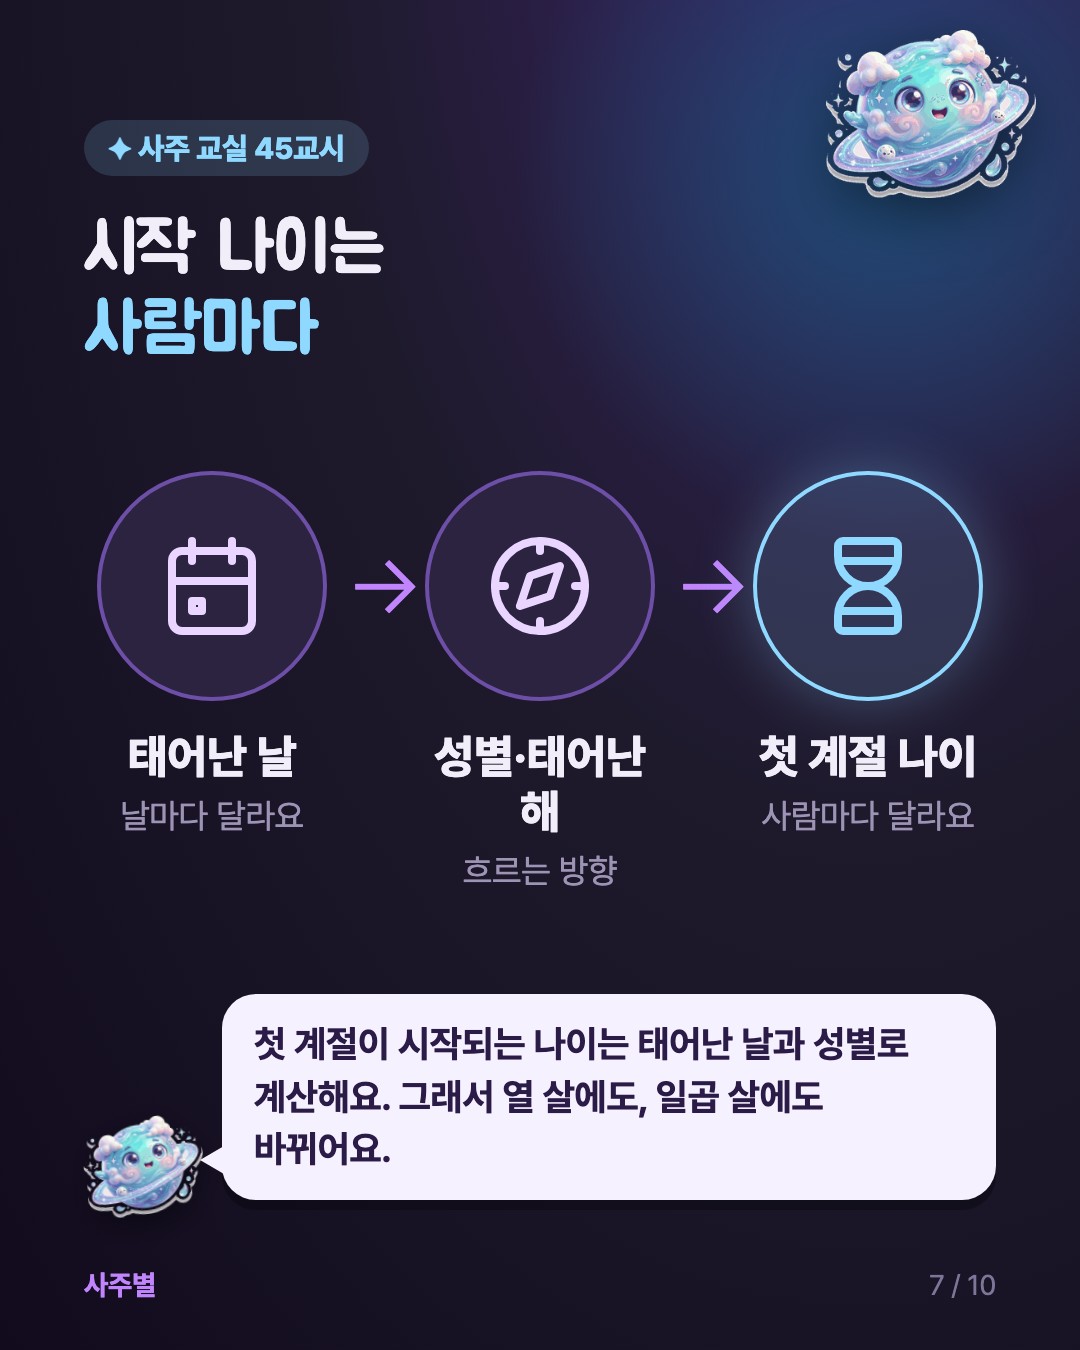 ✦ 사주 교실 45교시
시작 나이는
사람마다
태어난 날
날마다 달라요
성별·태어난
해
흐르는 방향
첫 계절 나이
사람마다 달라요
첫 계절이 시작되는 나이는 태어난 날과 성별로
계산해요. 그래서 열 살에도, 일곱 살에도
바뀌어요.
사주별
7 / 10